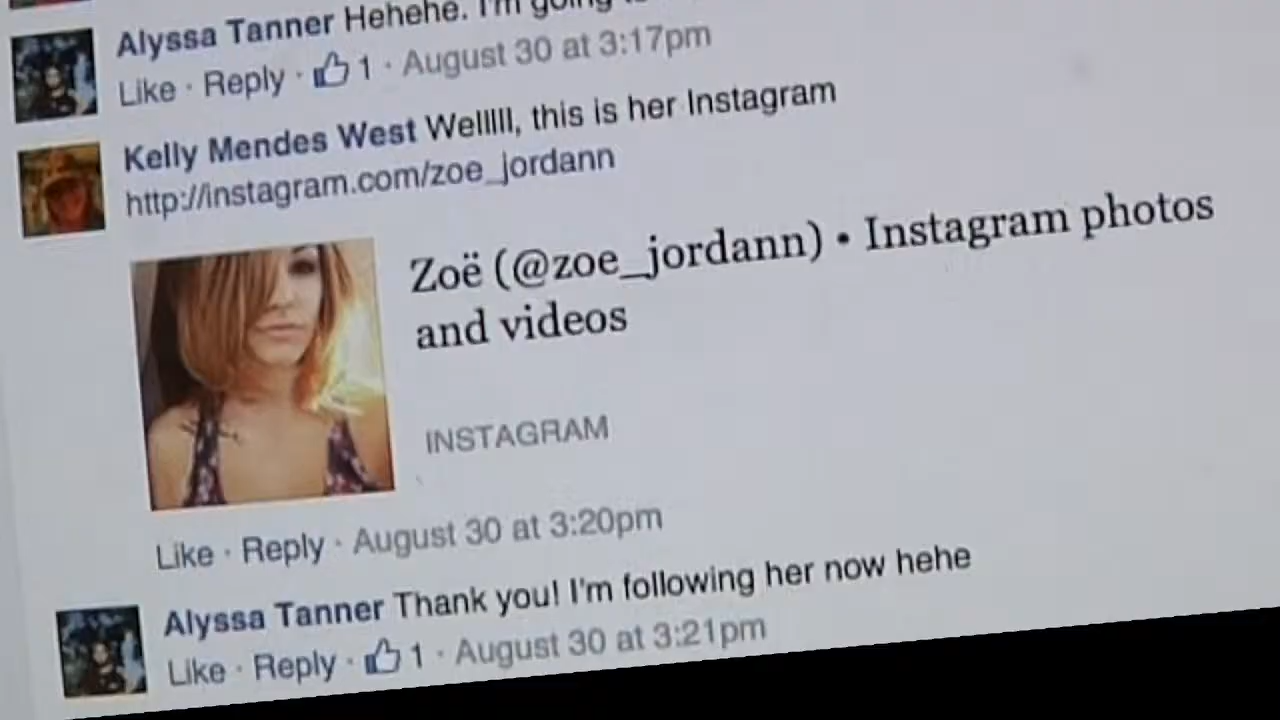 Alyssa Tanner Hehehe. I'm going
Like · Reply · 1 · August 30 at 3:17pm
Kelly Mendes West Welllll, this is her Instagram
http://instagram.com/zoe_jordann
Zoë (@zoe_jordann) • Instagram photos
and videos
INSTAGRAM
Like · Reply · August 30 at 3:20pm
Alyssa Tanner Thank you! I'm following her now hehe
Like · Reply · 1 · August 30 at 3:21pm